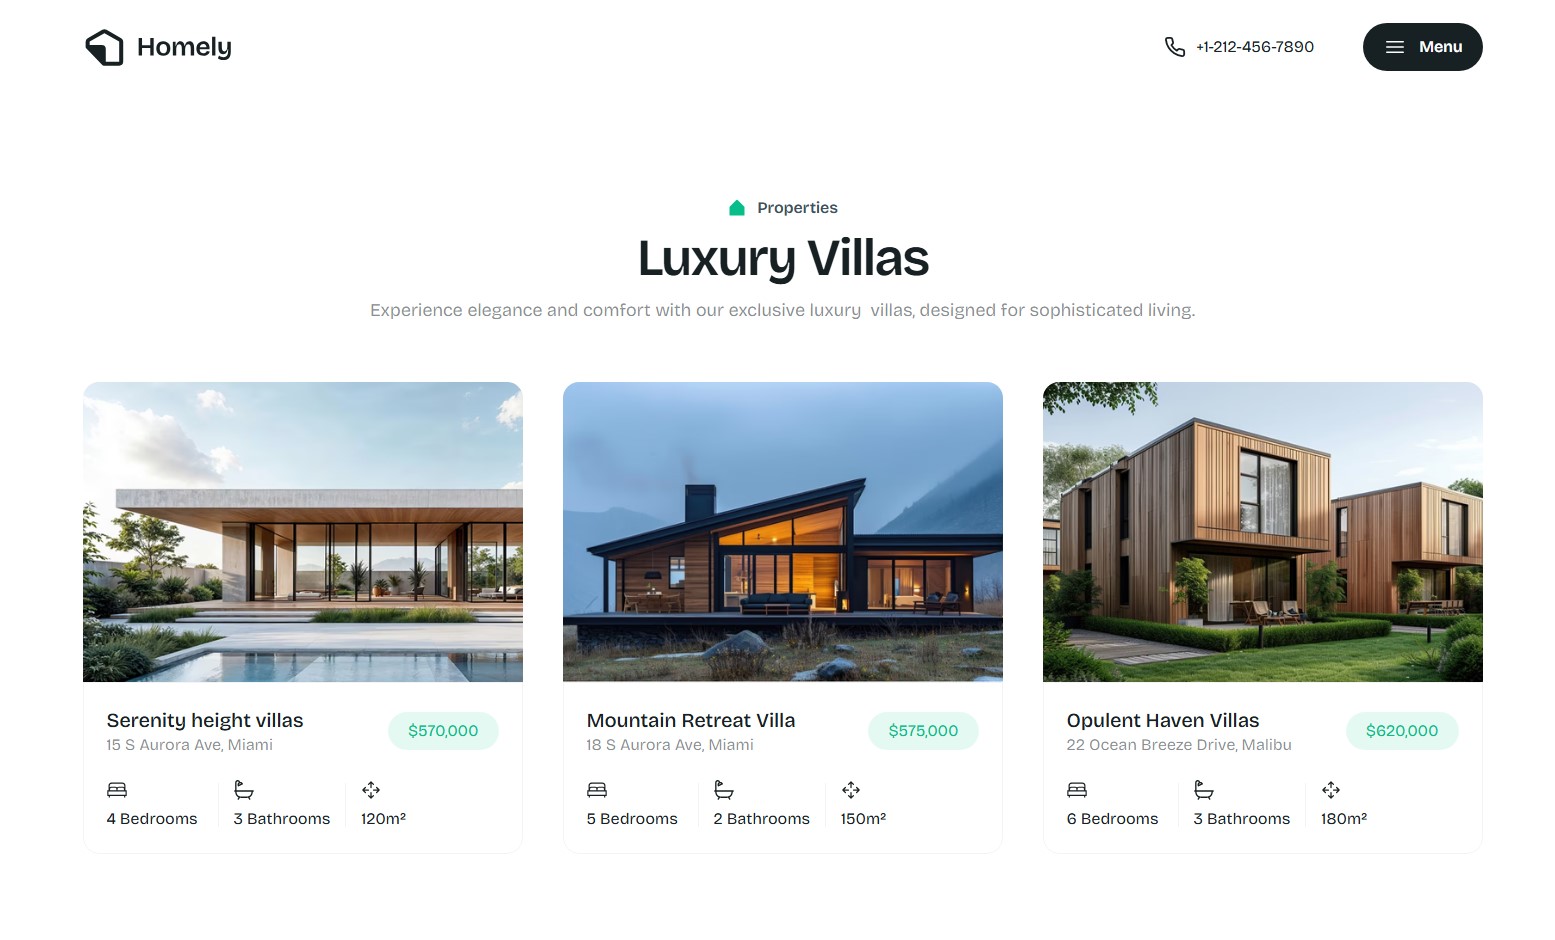 Homely
+1-212-456-7890
Menu
Properties
Luxury Villas
Experience elegance and comfort with our exclusive luxury  villas, designed for sophisticated living.
Serenity height villas
15 S Aurora Ave, Miami
$570,000
4 Bedrooms
3 Bathrooms
120m²
Mountain Retreat Villa
18 S Aurora Ave, Miami
$575,000
5 Bedrooms
2 Bathrooms
150m²
Opulent Haven Villas
22 Ocean Breeze Drive, Malibu
$620,000
6 Bedrooms
3 Bathrooms
180m²